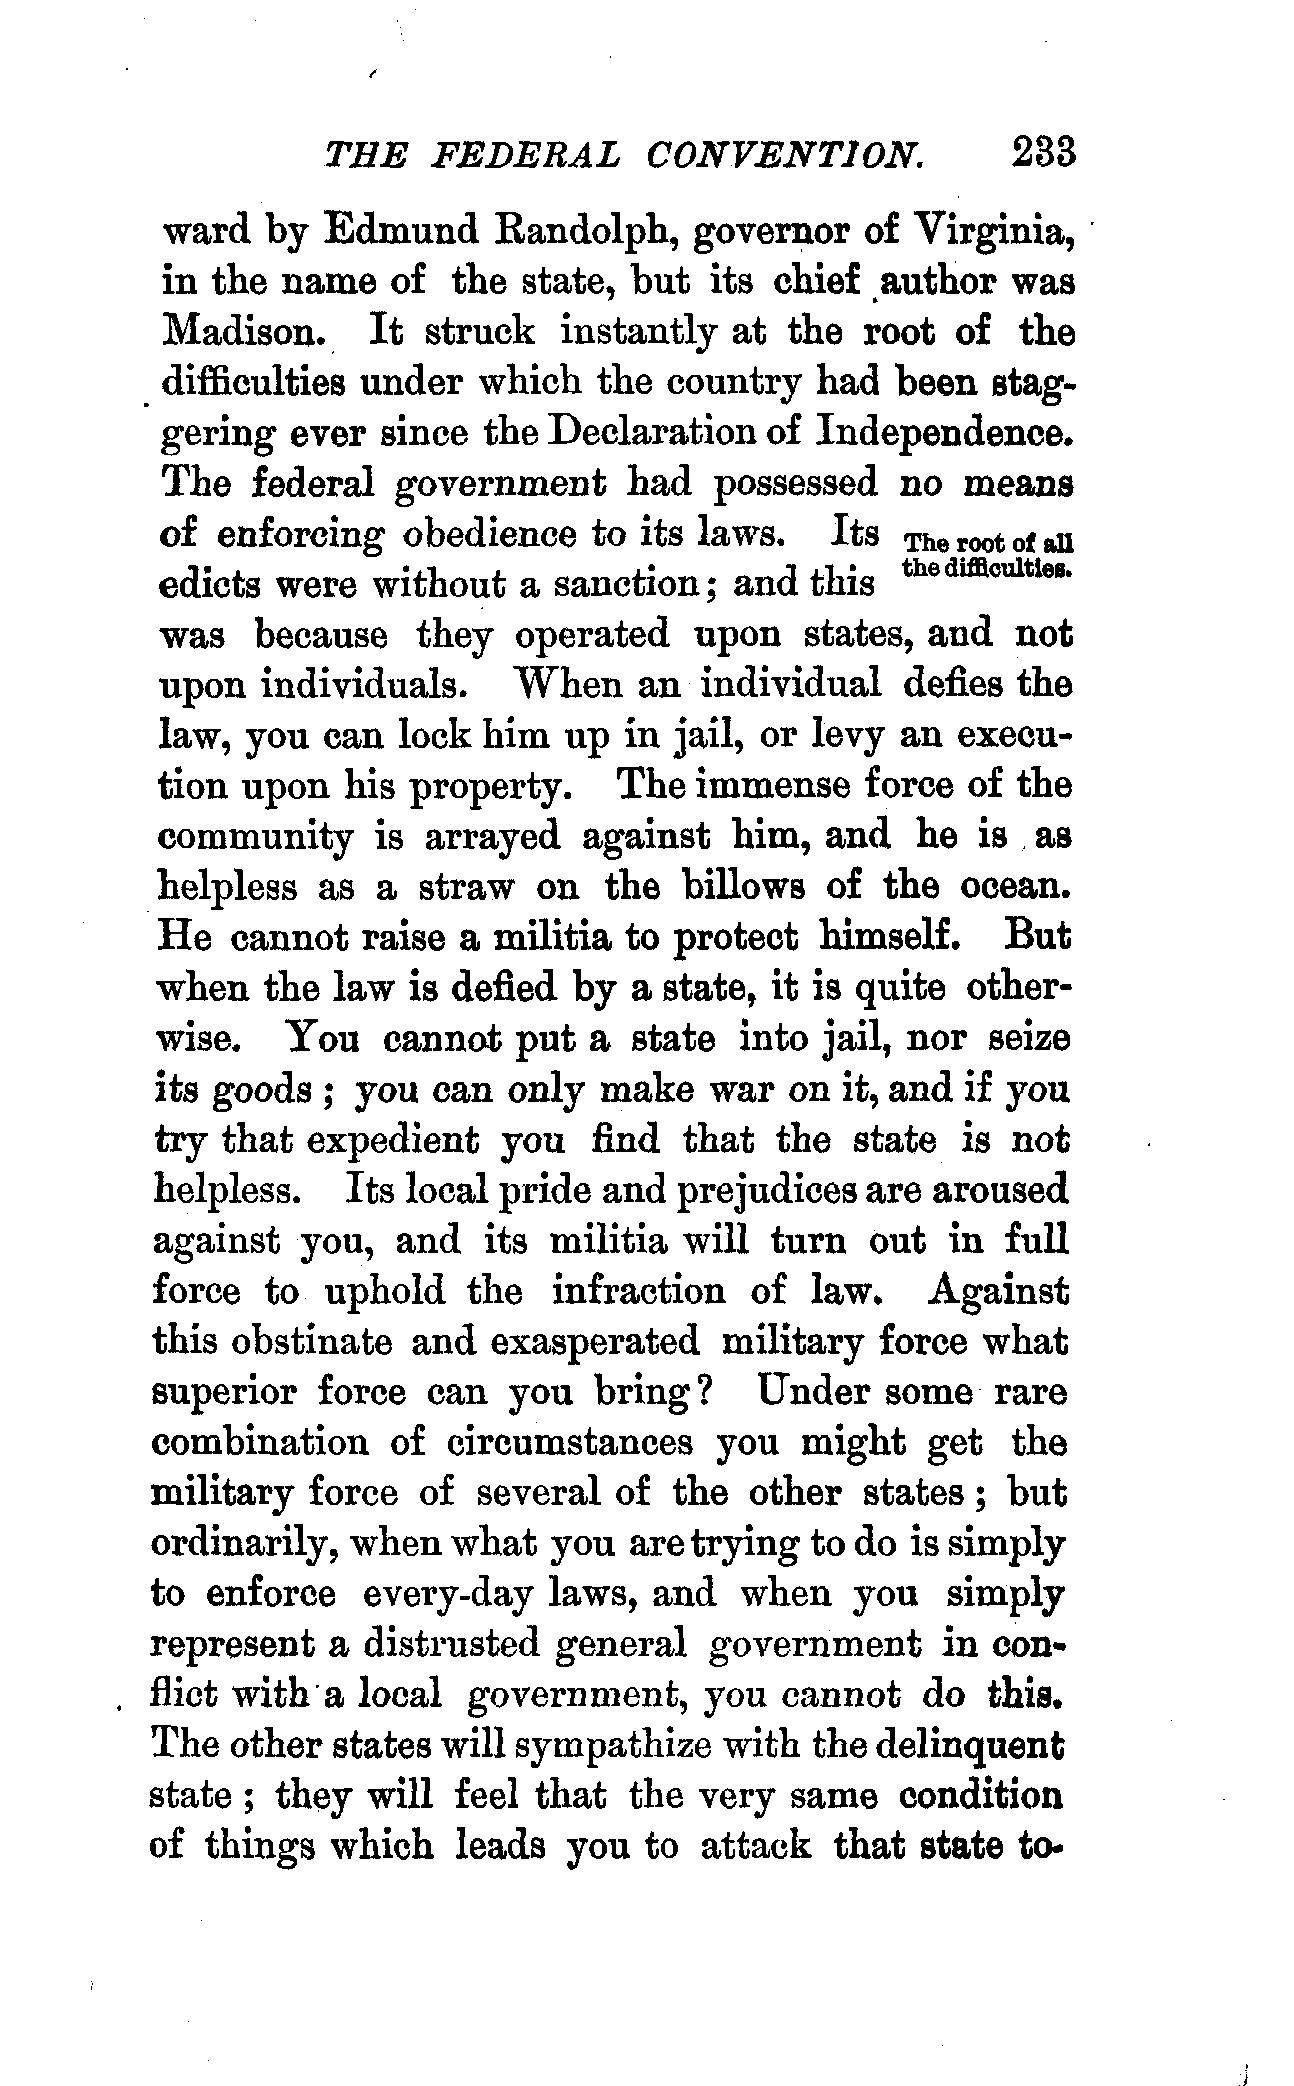 THE FEDERAL CONVENTION. 233
ward by Edmund Randolph, governor of Virginia,
in the name of the state, but its chief author was
Madison. It struck instantly at the root of the
difficulties under which the country had been stag-
gering ever since the Declaration of Independence.
The federal government had possessed no means
of enforcing obedience to its laws. Its
edicts were without a sanction; and this
The root of all
the difficulties.
was because they operated upon states, and not
upon individuals. When an individual defies the
law, you can lock him up in jail, or levy an execu-
tion upon his property. The immense force of the
community is arrayed against him, and he is as
helpless as a straw on the billows of the ocean.
He cannot raise a militia to protect himself. But
when the law is defied by a state, it is quite other-
wise. You cannot put a state into jail, nor seize
its goods ; you can only make war on it, and if you
try that expedient you find that the state is not
helpless. Its local pride and prejudices are aroused
against you, and its militia will turn out in full
force to uphold the infraction of law. Against
this obstinate and exasperated military force what
superior force can you bring? Under some rare
combination of circumstances you might get the
military force of several of the other states ; but
ordinarily, when what you are trying to do is simply
to enforce every-day laws, and when you simply
represent a distrusted general government in con-
flict with a local government, you cannot do this.
The other states will sympathize with the delinquent
state ; they will feel that the very same condition
of things which leads you to attack that state to-